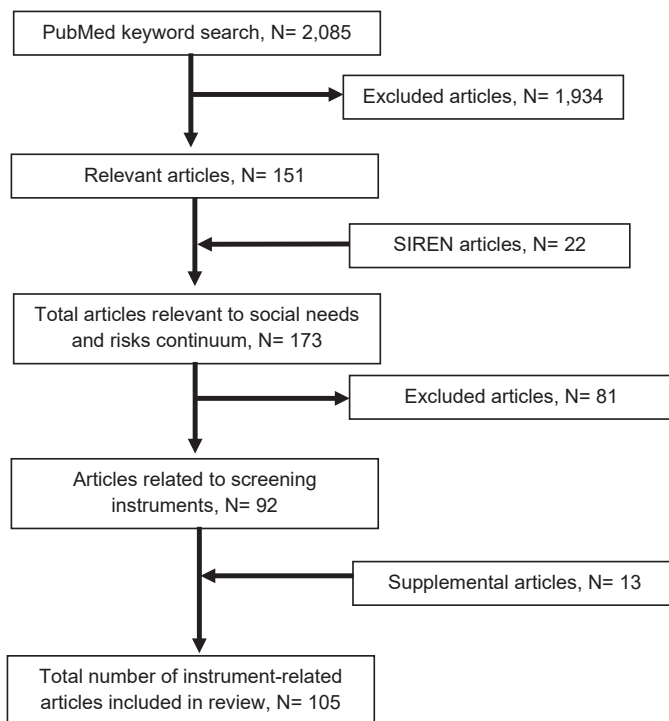 PubMed keyword search, N= 2,085
Excluded articles, N= 1,934
Relevant articles, N= 151
SIREN articles, N= 22
Total articles relevant to social needs
and risks continuum, N= 173
Excluded articles, N= 81
Articles related to screening
instruments, N= 92
Supplemental articles, N= 13
Total number of instrument-related
articles included in review, N= 105